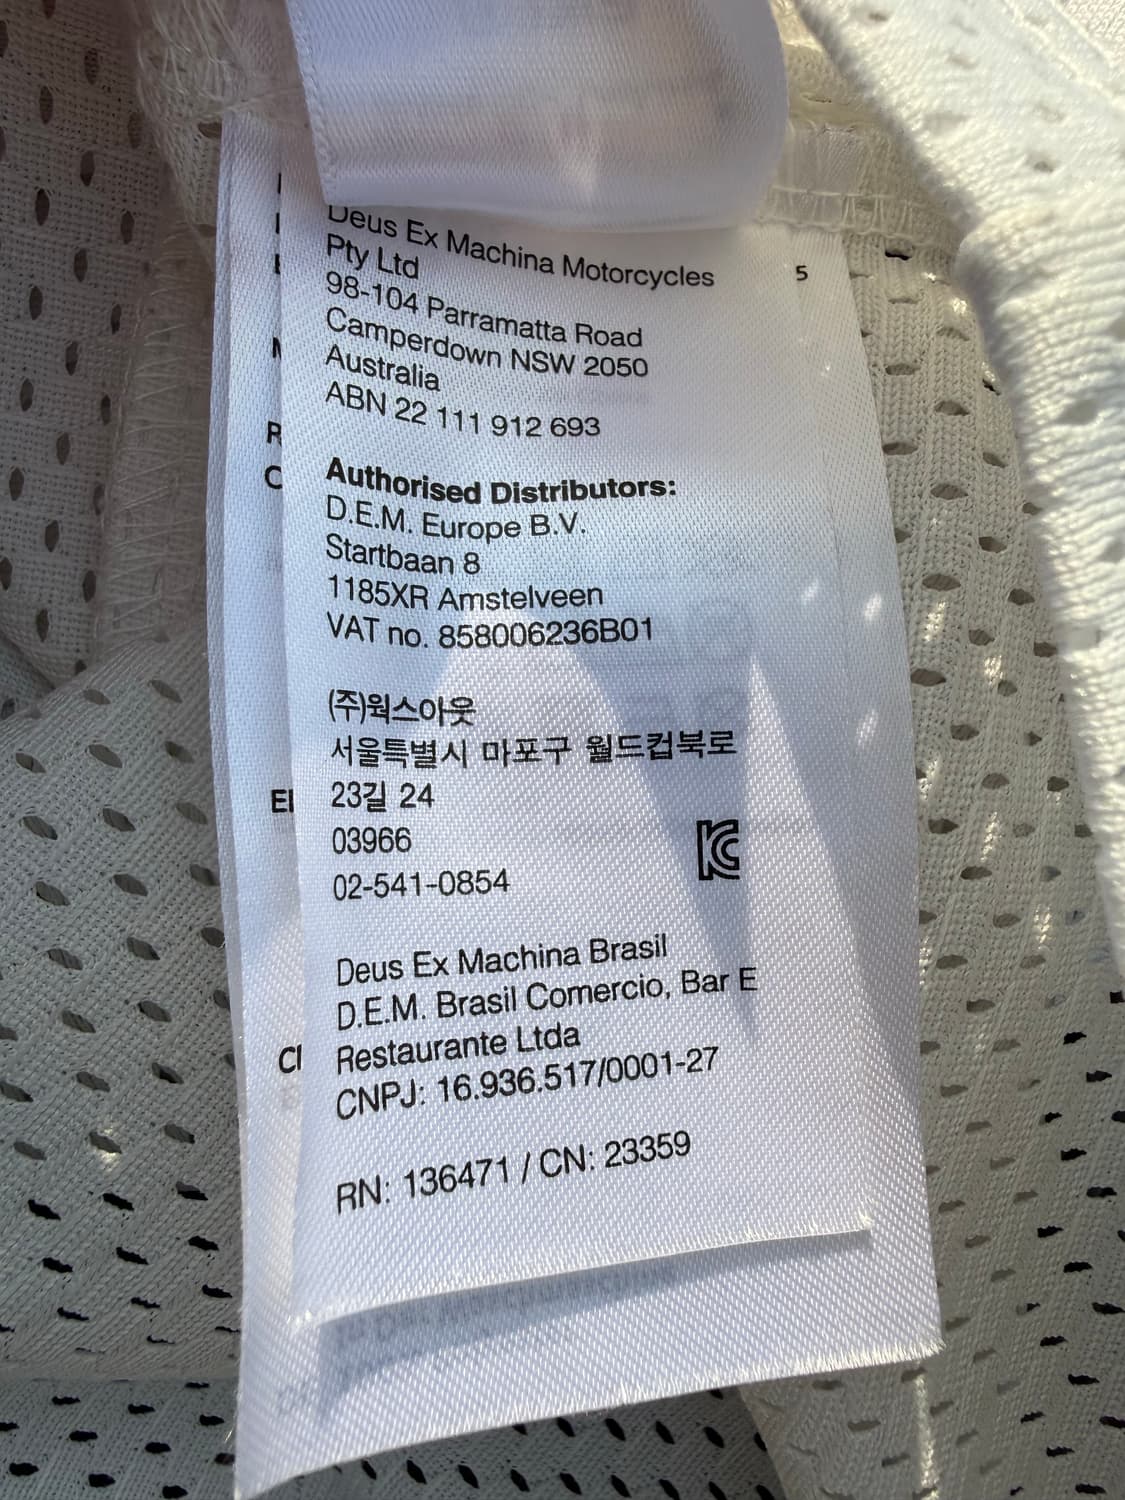 Deus Ex Machina Motorcycles
Pty Ltd
98-104 Parramatta Road
Camperdown NSW 2050
Australia
ABN 22 111 912 693
5
Authorised Distributors:
D.E.M. Europe B.V.
Startbaan 8
1185XR Amstelveen
VAT no. 858006236B01
(주)웍스아웃
서울특별시 마포구 월드컵북로
23길 24
03966
02-541-0854
KC
Deus Ex Machina Brasil
D.E.M. Brasil Comercio, Bar E
Restaurante Ltda
CNPJ: 16.936.517/0001-27
RN: 136471 / CN: 23359